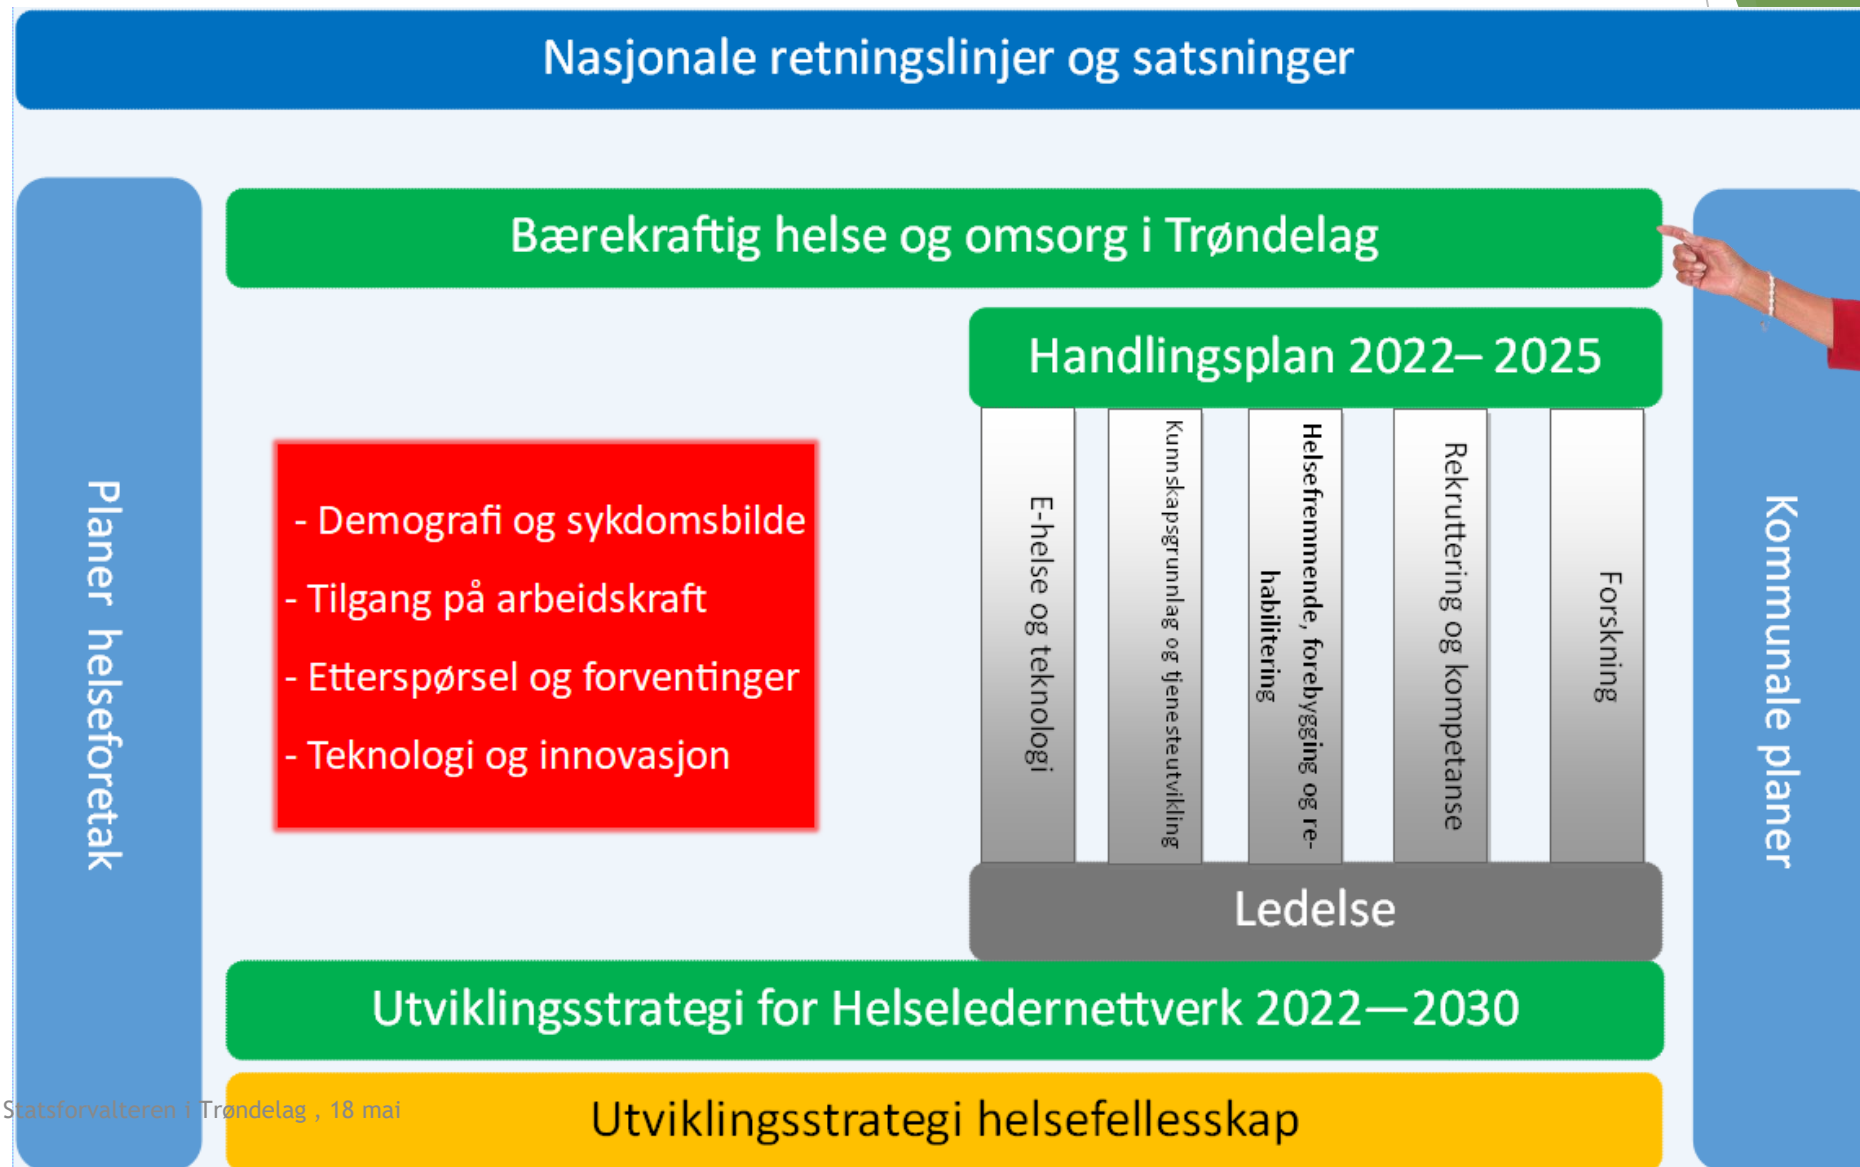 Nasjonale retningslinjer og satsninger
Planer helseforetak
Bærekraftig helse og omsorg i Trøndelag
Handlingsplan 2022– 2025
- Demografi og sykdomsbilde
- Tilgang på arbeidskraft
- Etterspørsel og forventinger
- Teknologi og innovasjon
E-helse og teknologi
Kunnskapsgrunnlag og tjenesteutvikling
Helsefremmende, forebygging og re-
habilitering
Rekruttering og kompetanse
Forskning
Ledelse
Kommunale planer
Utviklingsstrategi for Helseledernettverk 2022—2030
Utviklingsstrategi helsefellesskap
Statsforvalteren i Trøndelag , 18 mai